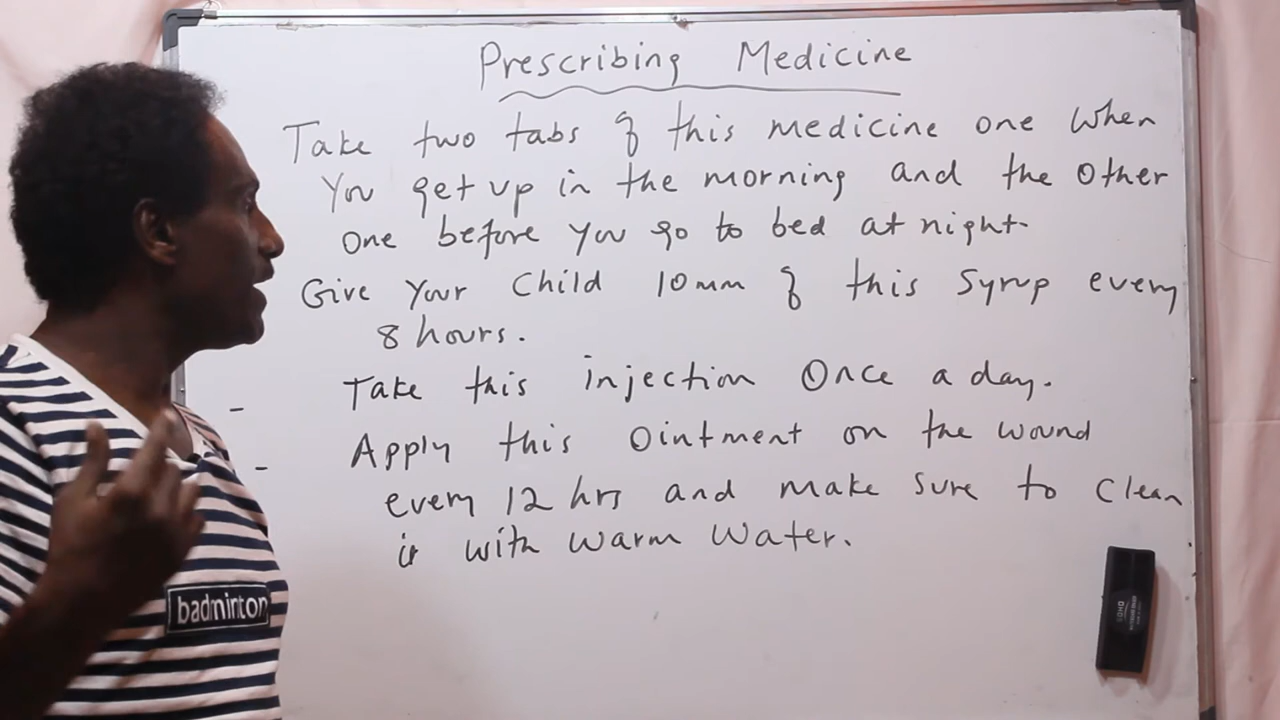 Prescribing Medicine
Take two tabs of this medicine one when
You get up in the morning and the other
one before you go to bed at night.
Give Your Child 10mm of this Syrup every
8 hours.
- Take this injection Once a day.
- Apply this Ointment on the wound
every 12 hrs and make sure to clean
it with warm water.
badminton